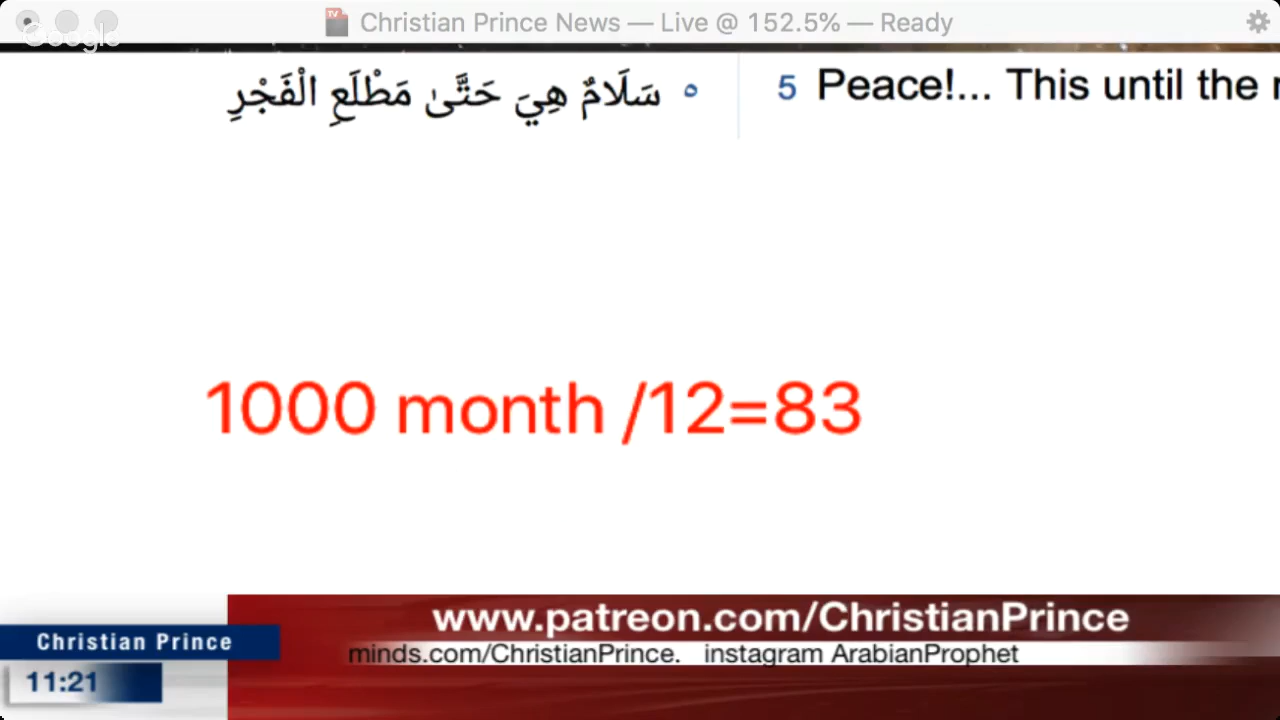 Christian Prince News — Live @ 152.5% — Ready
Google
سَلَامٌ هِيَ حَتَّىٰ مَطْلَعِ الْفَجْرِ ٥
5 Peace!... This until the
1000 month /12=83
www.patreon.com/ChristianPrince
Christian Prince
minds.com/ChristianPrince. instagram ArabianProphet
11:21